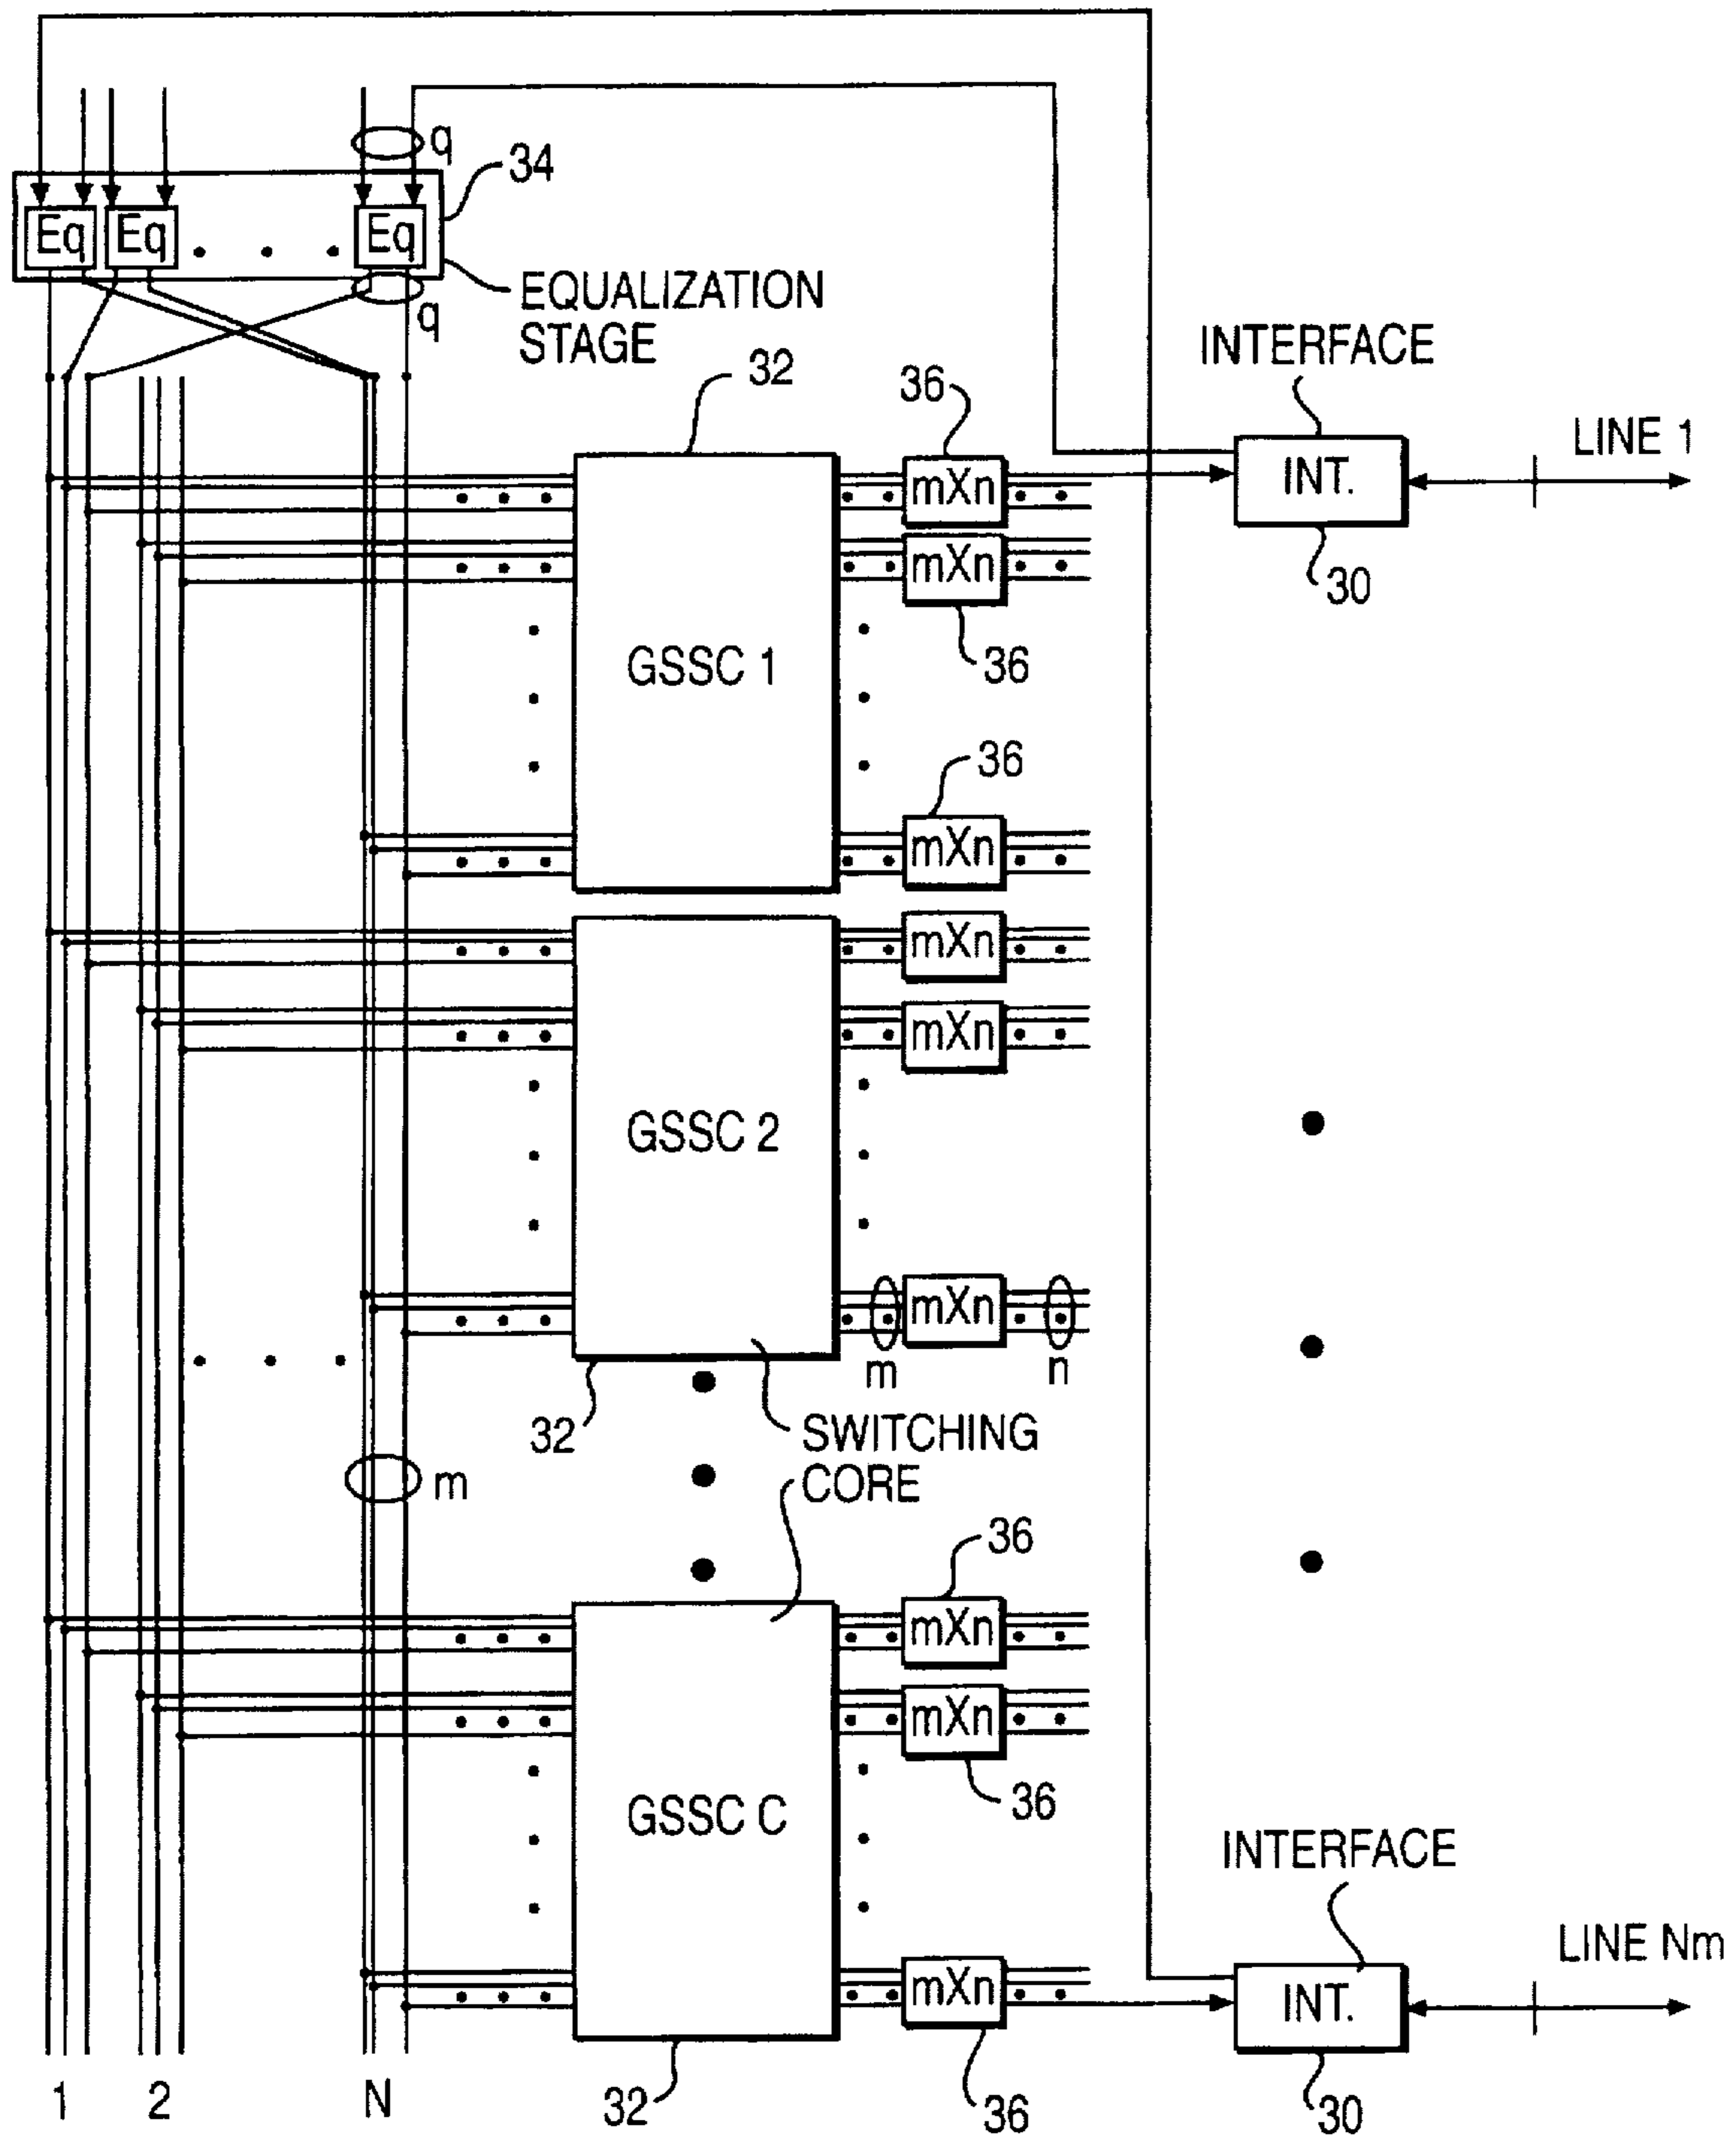 q
34
Eq Eq Eq
q
EQUALIZATION
STAGE
INTERFACE
32
36
LINE 1
mXn
INT.
mXn
30
GSSC 1
36
36
mXn
mXn
mXn
GSSC 2
mXn
m
n
32
SWITCHING
CORE
m
36
mXn
mXn
36
GSSC C
INTERFACE
LINE Nm
mXn
INT.
1 2 N
32
36
30